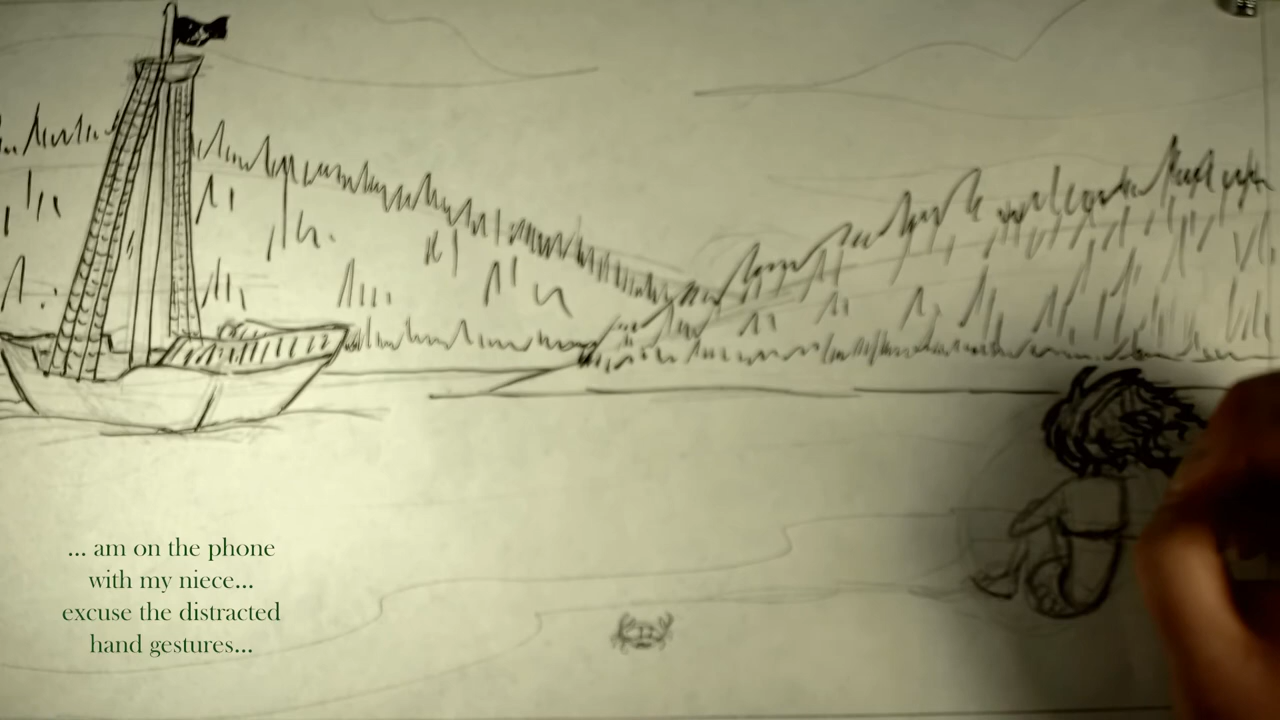 ... am on the phone
with my niece...
excuse the distracted
hand gestures...